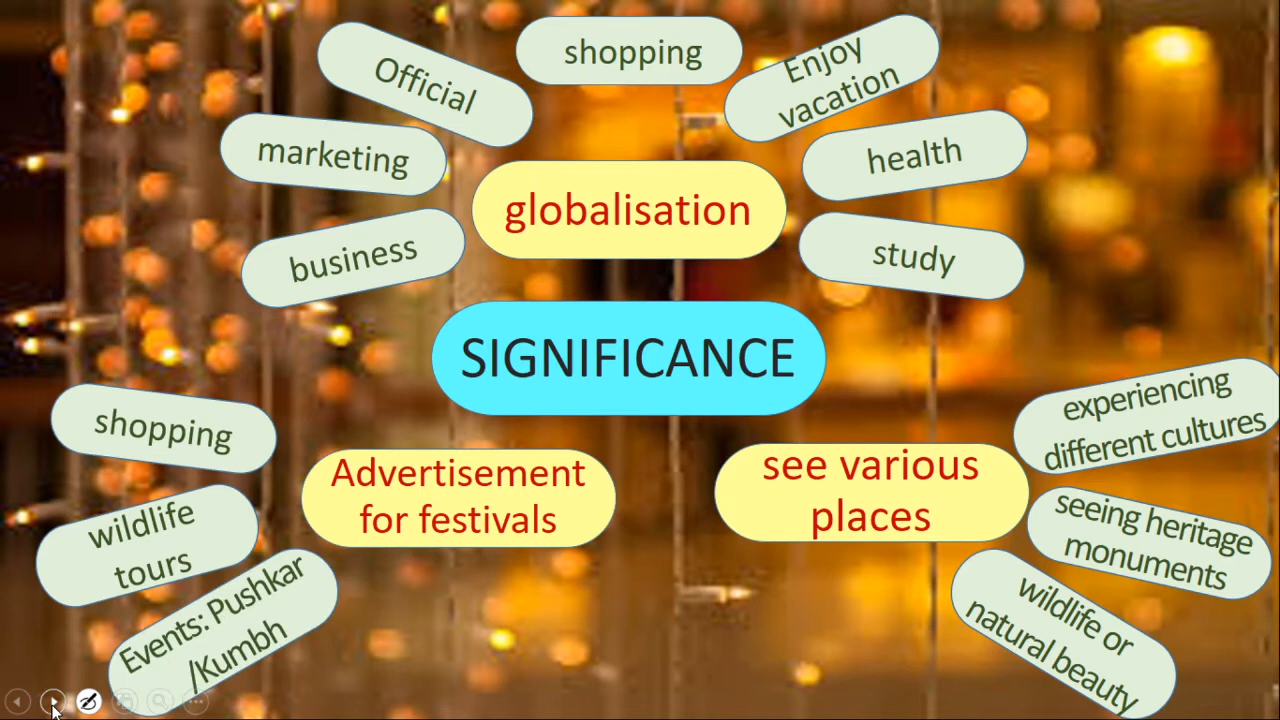 shopping
Official
Enjoy
vacation
marketing
health
globalisation
business
study
SIGNIFICANCE
shopping
Advertisement
for festivals
see various
places
experiencing
different cultures
wildlife
tours
seeing heritage
monuments
Events: Pushkar
/Kumbh
wildlife or
natural beauty